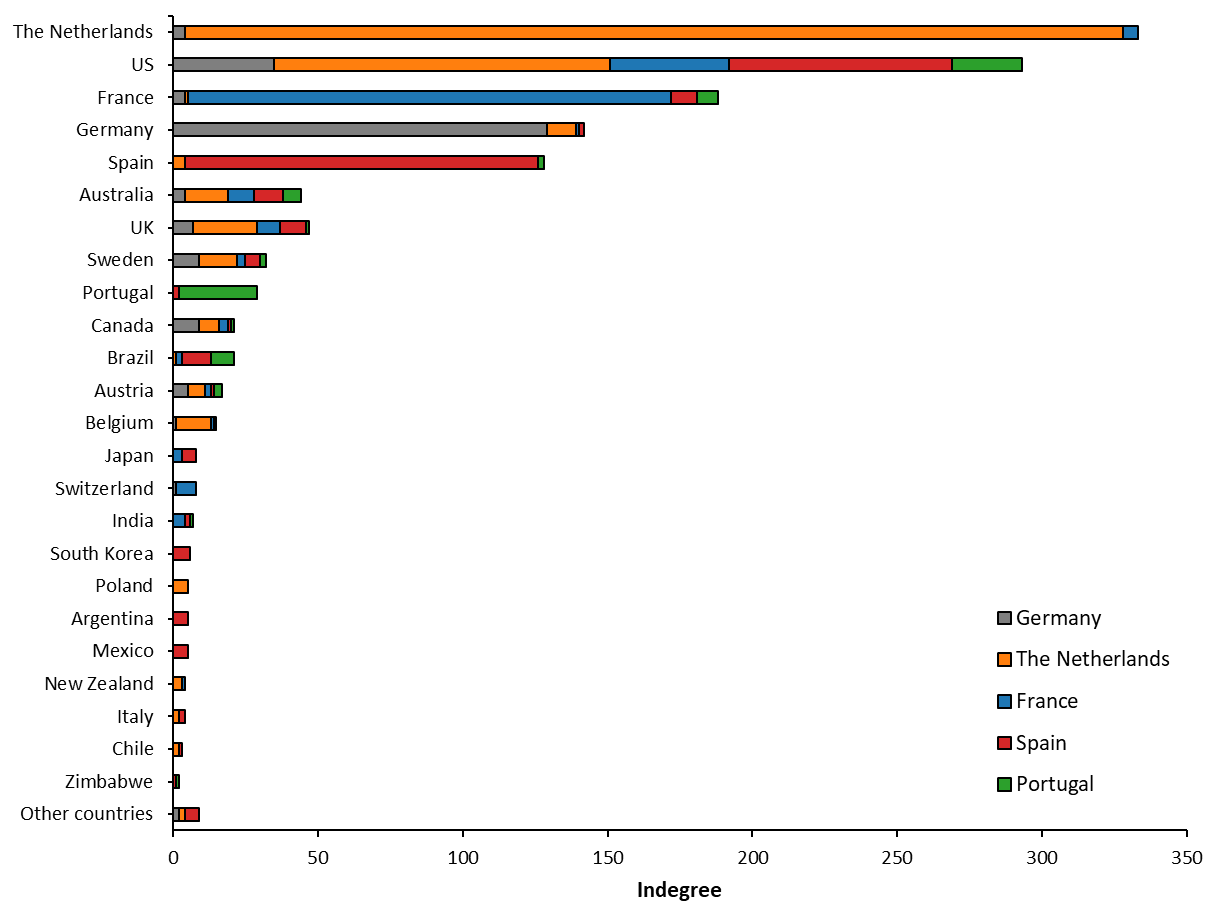 The Netherlands
US
France
Germany
Spain
Australia
UK
Sweden
Portugal
Canada
Brazil
Austria
Belgium
Japan
Switzerland
India
South Korea
Poland
Argentina
Mexico
New Zealand
Italy
Chile
Zimbabwe
Other countries
Germany
The Netherlands
France
Spain
Portugal
0 50 100 150 200 250 300 350
Indegree